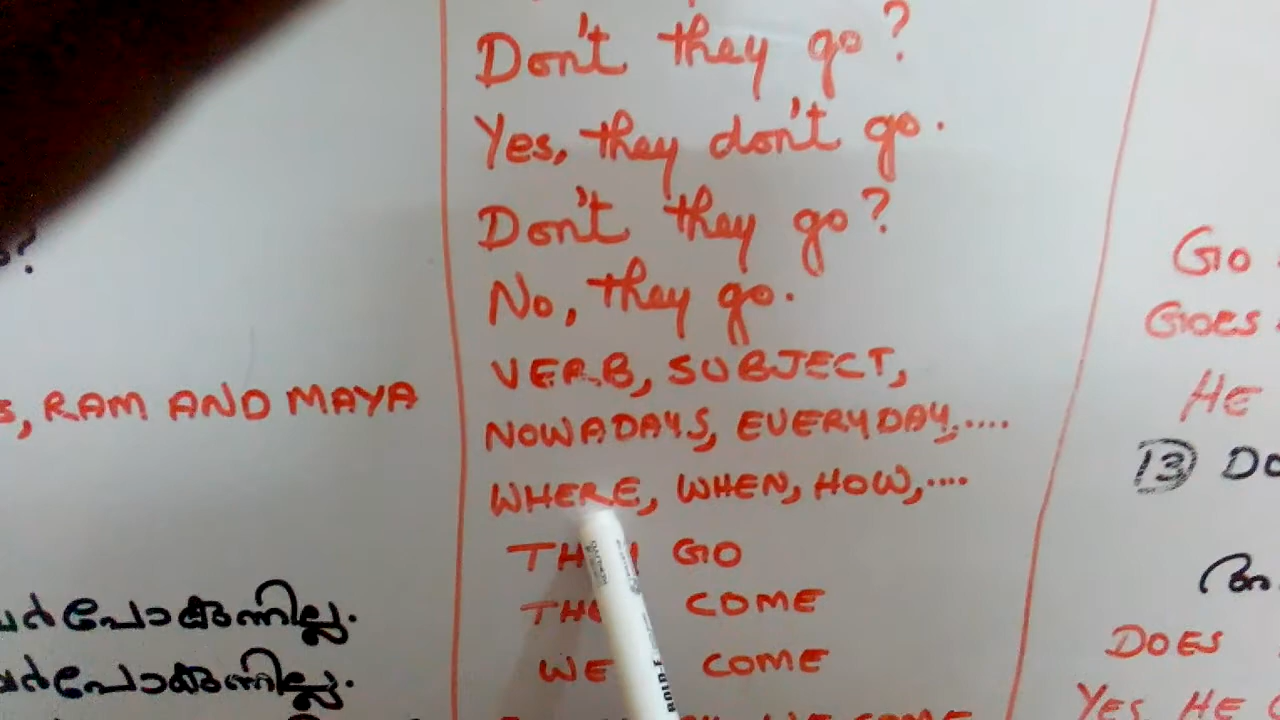 Don't they go?
Yes, they don't go.
Don't they go?
No, they go.
VERB, SUBJECT,
NOWADAYS, EVERYDAY,....
WHERE, WHEN, HOW,....
GO
COME
WE COME
RAM AND MAYA
പോകുന്നില്ല.
പോകുന്നില്ല.
GO
GOES
HE
13
DOES
YES HE